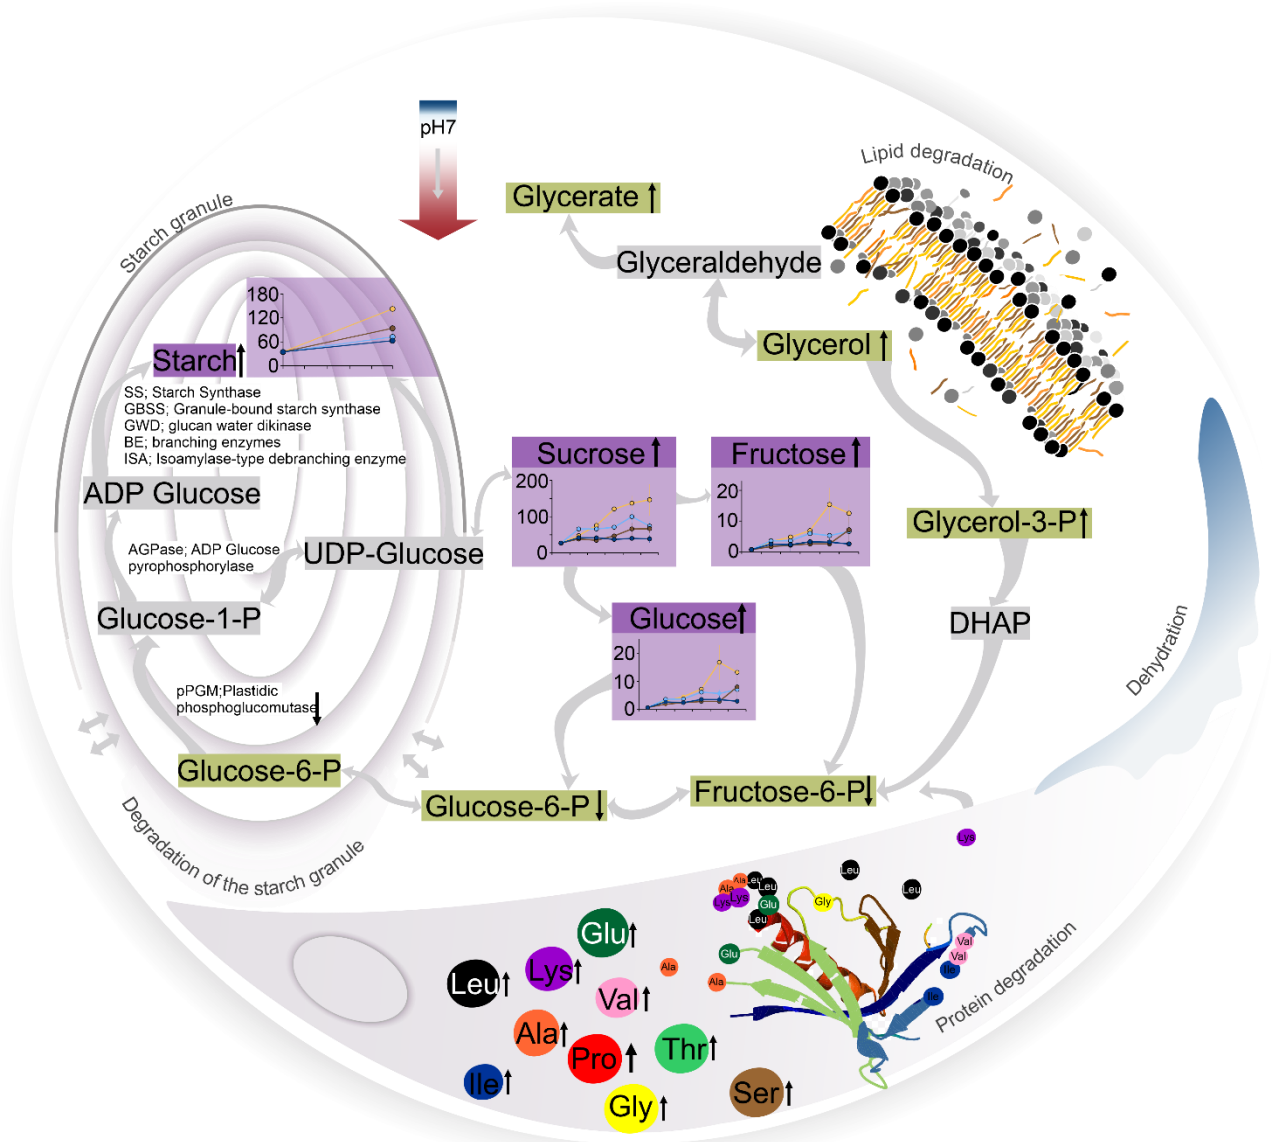 pH7
Lipid degradation
Glycerate
Starch granule
Glyceraldehyde
180
120
60
0
Glycerol
Starch
SS; Starch Synthase
GBSS; Granule-bound starch synthase
GWD; glucan water dikinase
BE; branching enzymes
ISA; Isoamylase-type debranching enzyme
Sucrose
200
100
0
Fructose
20
10
0
ADP Glucose
Glycerol-3-P
AGPase; ADP Glucose
pyrophosphorylase
UDP-Glucose
Glucose-1-P
Glucose
20
10
0
DHAP
Dehydration
pPGM;Plastidic
phosphoglucomutase
Glucose-6-P
Glucose-6-P
Fructose-6-P
Degradation of the starch granule
Lys
Leu
Leu
Ala
Ala
Leu
Leu
Lys
Lys
Glu
Leu
Gly
Glu
Ala
Val
Val
Ile
Ile
Protein degradation
Glu
Leu
Lys
Val
Ala
Ala
Pro
Thr
Ile
Gly
Ser